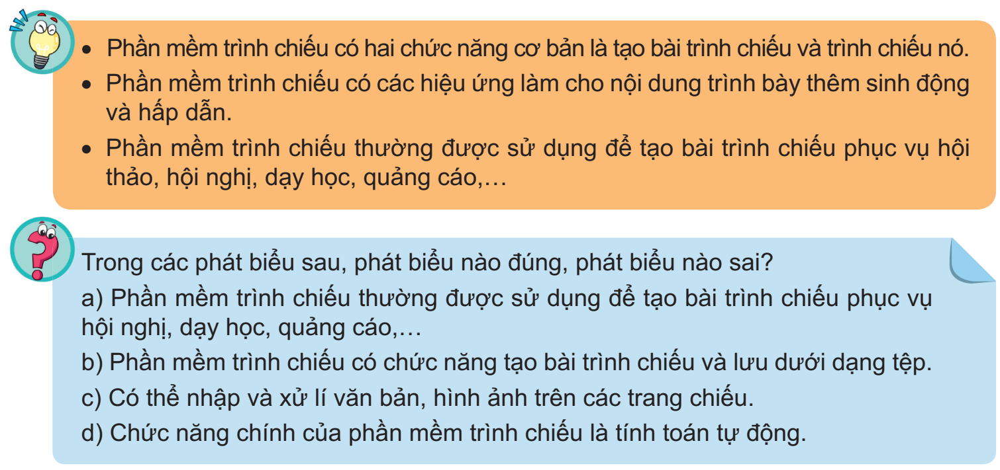 • Phần mềm trình chiếu có hai chức năng cơ bản là tạo bài trình chiếu và trình chiếu nó.
• Phần mềm trình chiếu có các hiệu ứng làm cho nội dung trình bày thêm sinh động
và hấp dẫn.
• Phần mềm trình chiếu thường được sử dụng để tạo bài trình chiếu phục vụ hội
thảo, hội nghị, dạy học, quảng cáo,…
Trong các phát biểu sau, phát biểu nào đúng, phát biểu nào sai?
a) Phần mềm trình chiếu thường được sử dụng để tạo bài trình chiếu phục vụ
hội nghị, dạy học, quảng cáo,…
b) Phần mềm trình chiếu có chức năng tạo bài trình chiếu và lưu dưới dạng tệp.
c) Có thể nhập và xử lí văn bản, hình ảnh trên các trang chiếu.
d) Chức năng chính của phần mềm trình chiếu là tính toán tự động.